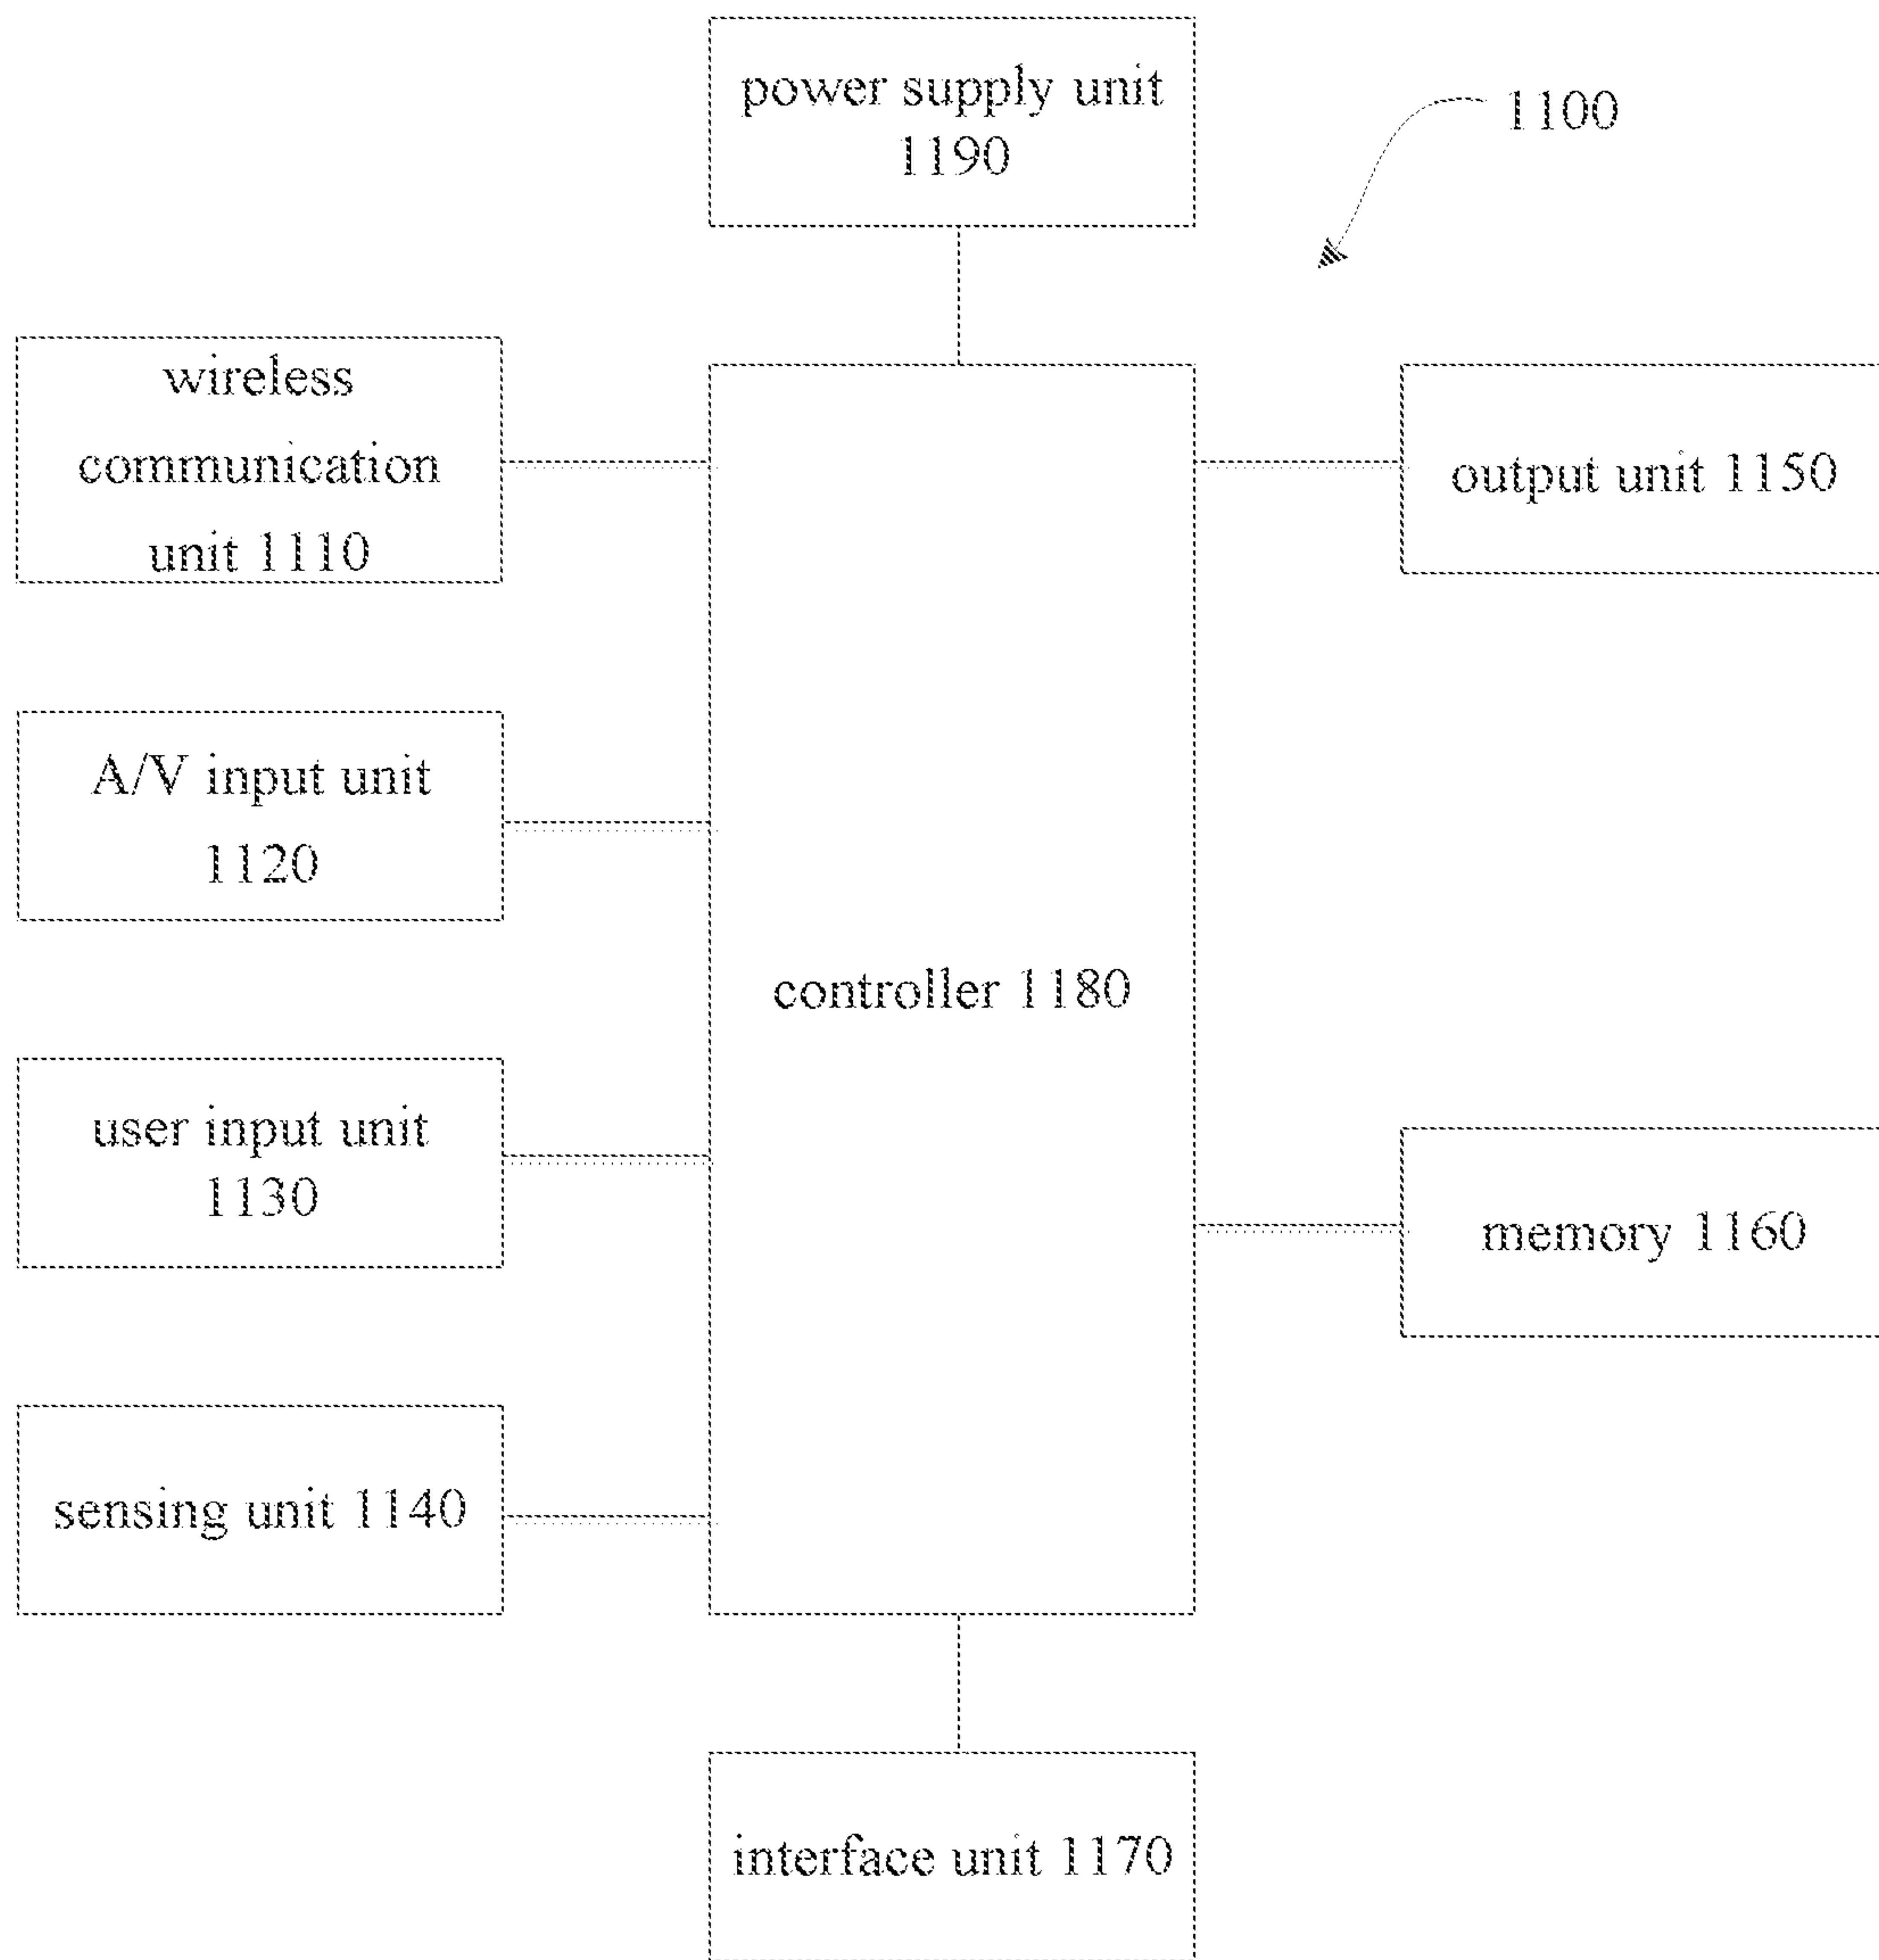 power supply unit
1190
1100
wireless
communication
unit 1110
output unit 1150
A/V input unit
1120
controller 1180
user input unit
1130
memory 1160
sensing unit 1140
interface unit 1170